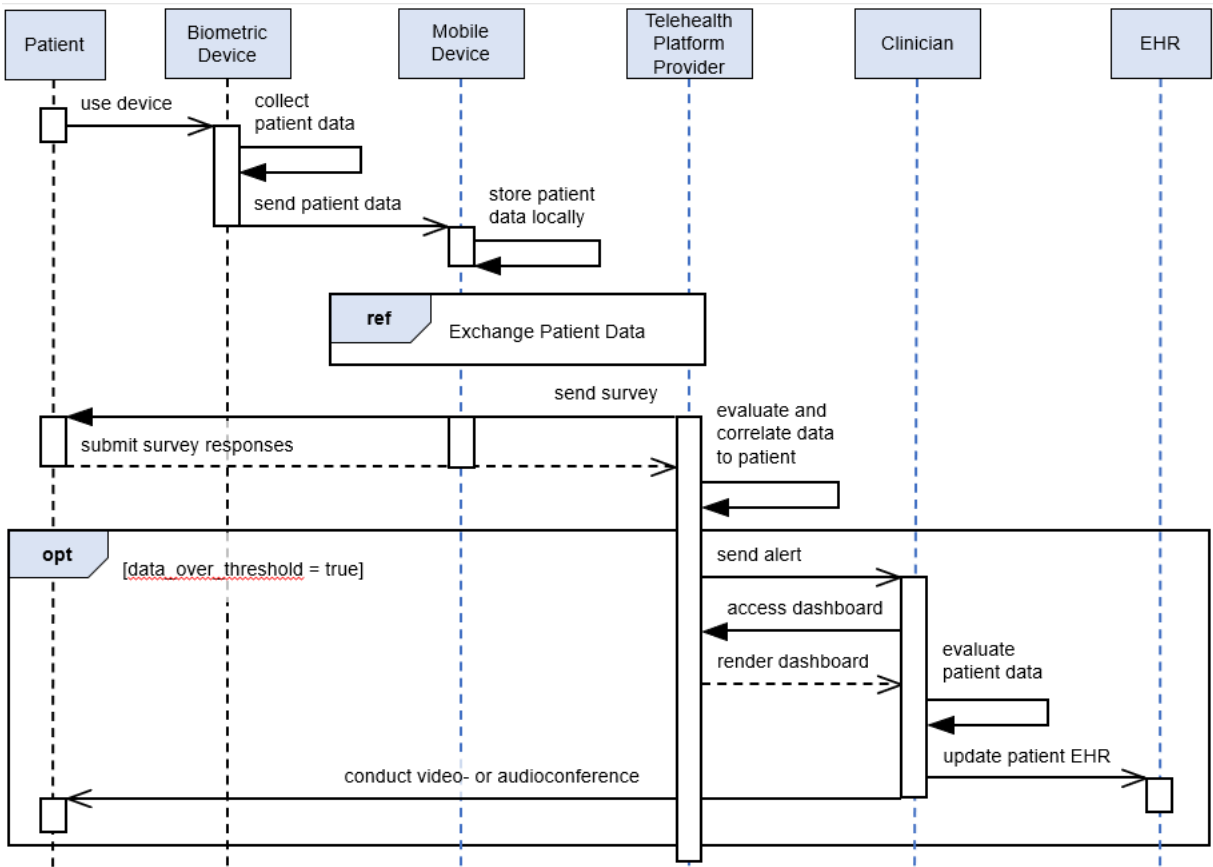 Patient
Biometric
Device
Mobile
Device
Telehealth
Platform
Provider
Clinician
EHR
use device
collect
patient data
send patient data
store patient
data locally
ref
Exchange Patient Data
send survey
evaluate and
correlate data
to patient
submit survey responses
opt
[data_over_threshold = true]
send alert
access dashboard
render dashboard
evaluate
patient data
update patient EHR
conduct video- or audioconference